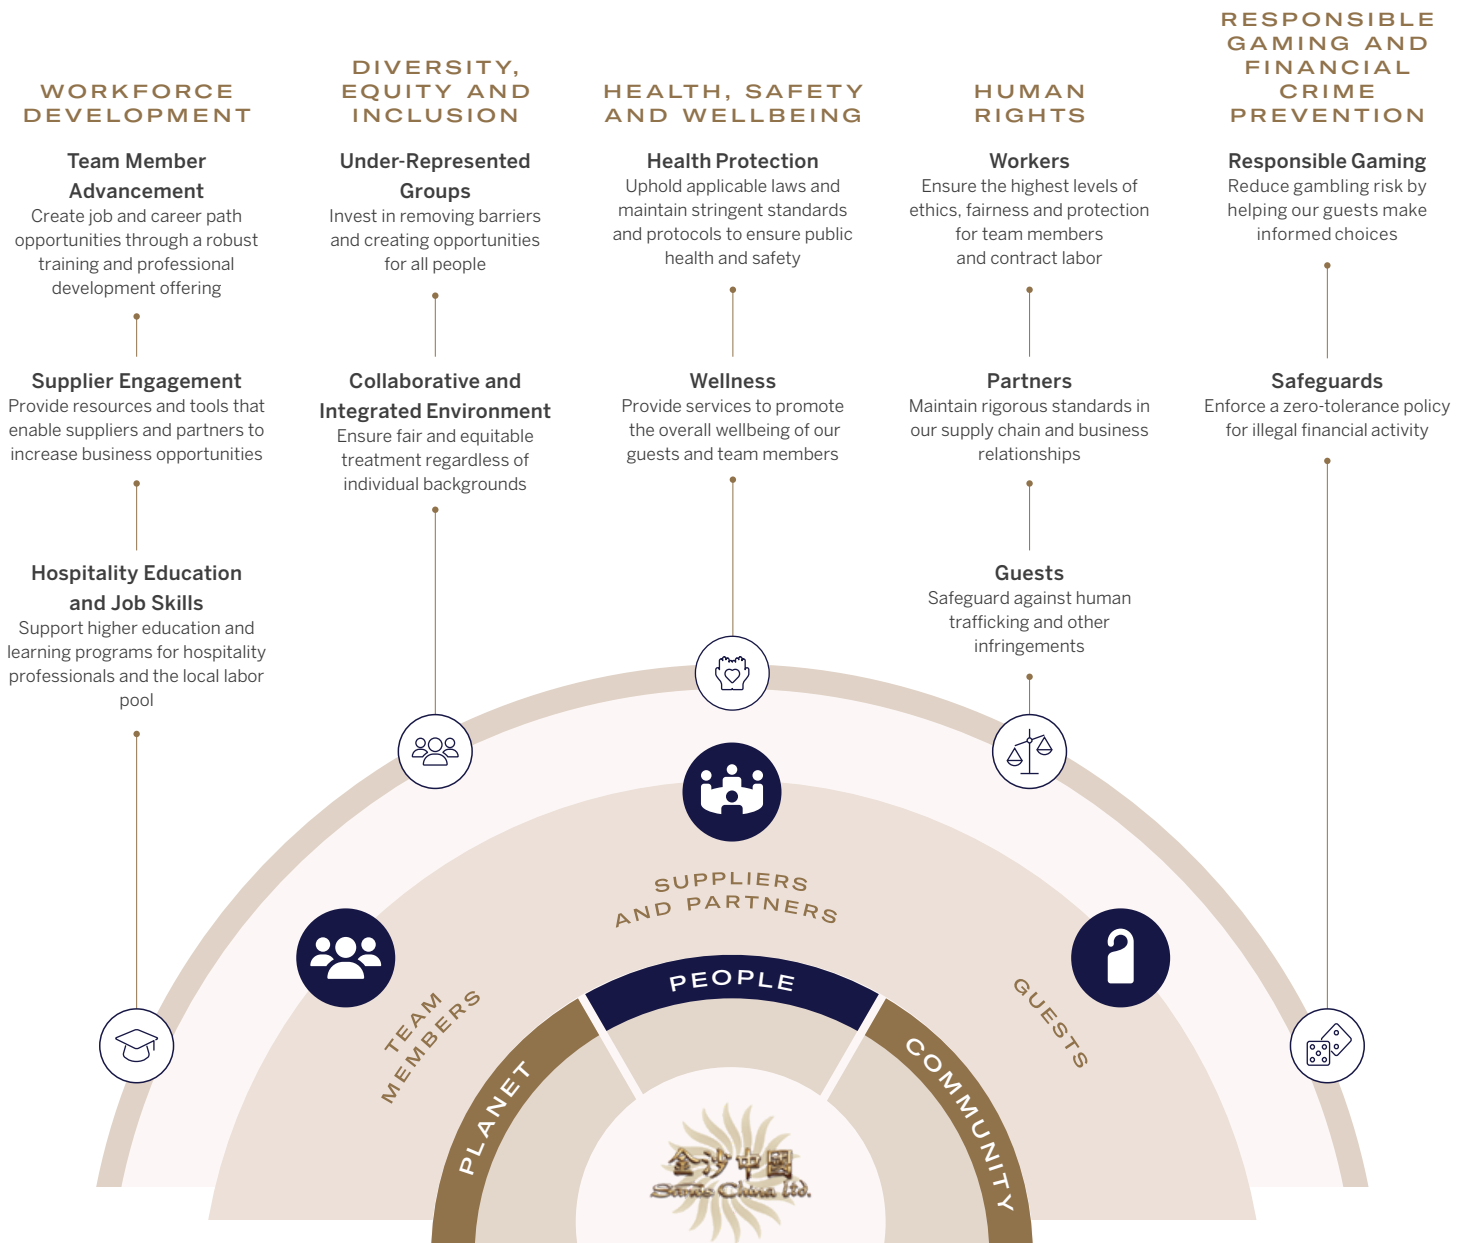 WORKFORCE
DEVELOPMENT
Team Member
Advancement
Create job and career path
opportunities through a robust
training and professional
development offering
Supplier Engagement
Provide resources and tools that
enable suppliers and partners to
increase business opportunities
Hospitality Education
and Job Skills
Support higher education and
learning programs for hospitality
professionals and the local labor
pool
DIVERSITY,
EQUITY AND
INCLUSION
Under-Represented
Groups
Invest in removing barriers
and creating opportunities
for all people
Collaborative and
Integrated Environment
Ensure fair and equitable
treatment regardless of
individual backgrounds
HEALTH, SAFETY
AND WELLBEING
Health Protection
Uphold applicable laws and
maintain stringent standards
and protocols to ensure public
health and safety
Wellness
Provide services to promote
the overall wellbeing of our
guests and team members
HUMAN
RIGHTS
Workers
Ensure the highest levels of
ethics, fairness and protection
for team members
and contract labor
Partners
Maintain rigorous standards in
our supply chain and business
relationships
Guests
Safeguard against human
trafficking and other
infringements
RESPONSIBLE
GAMING AND
FINANCIAL
CRIME
PREVENTION
Responsible Gaming
Reduce gambling risk by
helping our guests make
informed choices
Safeguards
Enforce a zero-tolerance policy
for illegal financial activity
SUPPLIERS
AND PARTNERS
TEAM
MEMBERS
GUESTS
PEOPLE
PLANET
COMMUNITY
金沙中國
Sands China Ltd.